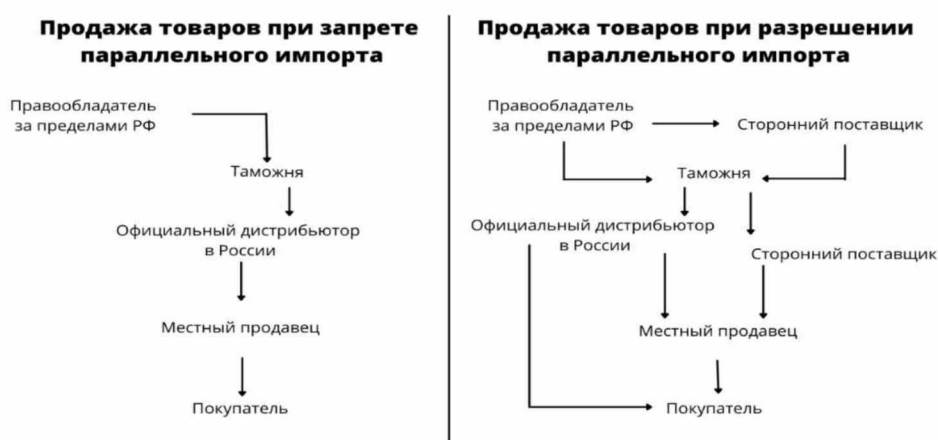 Продажа товаров при запрете
параллельного импорта
Правообладатель
за пределами РФ
Таможня
Официальный дистрибьютор
в России
Местный продавец
Покупатель
Продажа товаров при разрешении
параллельного импорта
Правообладатель
за пределами РФ
Сторонний поставщик
Таможня
Официальный дистрибьютор
в России
Сторонний поставщик
Местный продавец
Покупатель